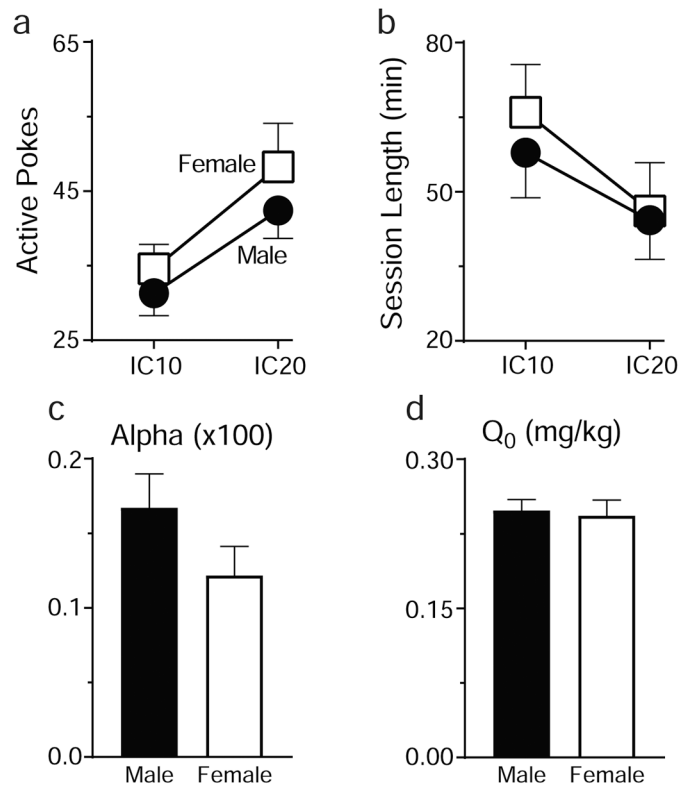 a
65
45
25
Active Pokes
Female
Male
IC10
IC20
b
80
50
20
Session Length (min)
IC10
IC20
c
Alpha (x100)
0.2
0.1
0.0
Male
Female
d
Q₀ (mg/kg)
0.30
0.15
0.00
Male
Female